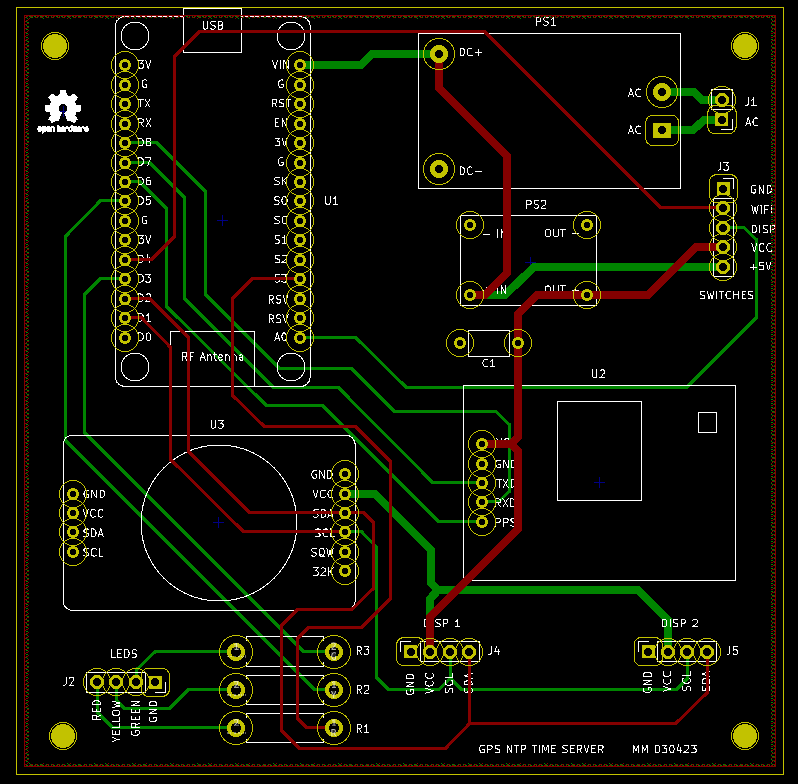 USB
PS1
3V
G
TX
RX
D8
D7
D6
D5
G
3V
D4
D3
D2
D1
D0
VIN
G
RST
EN
3V
G
SK
SO
SC
S1
S2
S3
RSV
RSV
A0
U1
RF Antenna
open hardware
DC+
DC-
AC
AC
J1
AC
J3
GND
WIFI
DISP
VCC
+5V
SWITCHES
PS2
- IN
OUT -
IN
OUT
C1
U2
GND
TXD
RXD
PPS
U3
GND
VCC
SDA
SCL
GND
VCC
SDA
SCL
SQW
32K
LEDS
J2
RED
YELLOW
GREEN
GND
R3
R2
R1
DISP 1
J4
GND
VCC
SCL
SDA
DISP 2
J5
GND
VCC
SCL
SDA
GPS NTP TIME SERVER
MM 030423